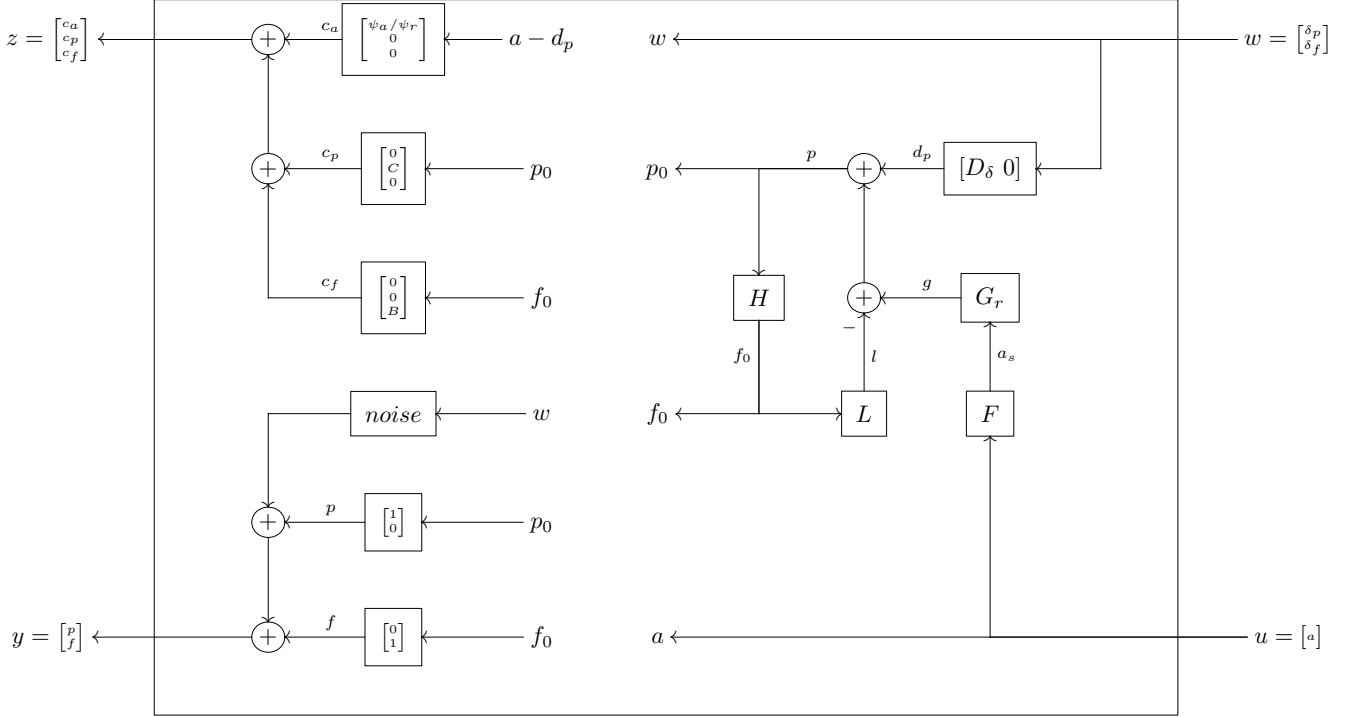 z = [c_a c_p c_f]
+
c_a
[ψ_a/ψ_r 0 0]
a − d_p
w
w = [δ_p δ_f]
+
c_p
[0 C 0]
p_0
p_0
p
+
d_p
[D_δ 0]
c_f
[0 0 B]
f_0
H
+
−
g
G_r
f_0
l
a_s
noise
w
f_0
L
F
+
p
[1 0]
p_0
y = [p f]
+
f
[0 1]
f_0
a
u = [a]